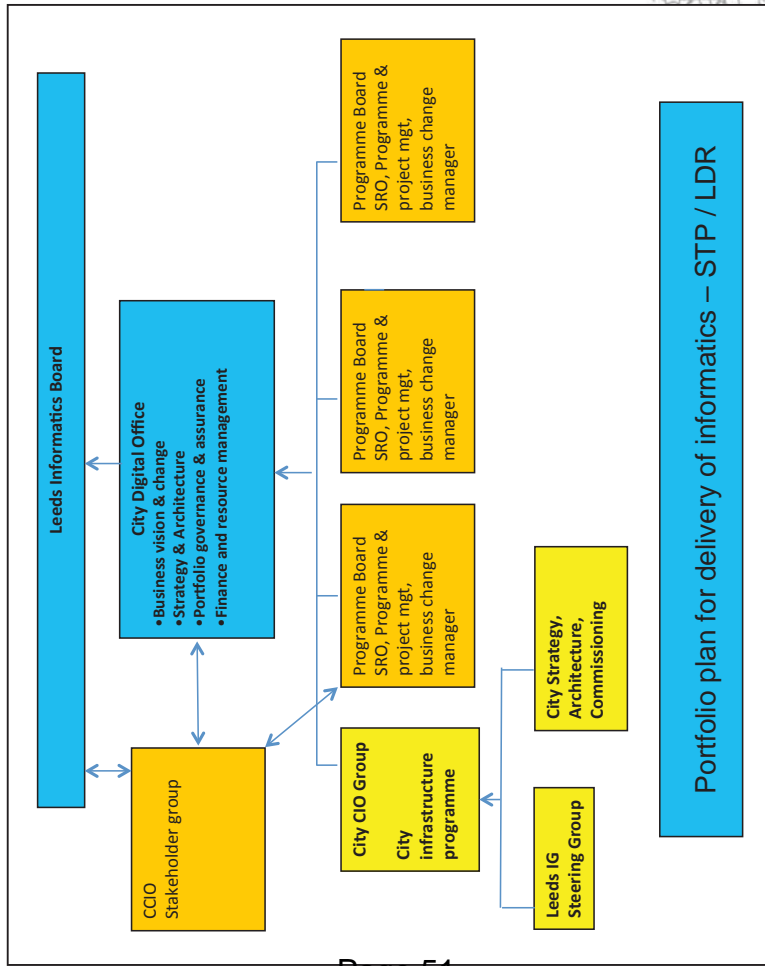 Leeds Informatics Board
City Digital Office
•Business vision & change
•Strategy & Architecture
•Portfolio governance & assurance
•Finance and resource management
CCIO
Stakeholder group
City CIO Group
City
infrastructure
programme
Programme Board
SRO, Programme &
project mgt,
business change
manager
Programme Board
SRO, Programme &
project mgt,
business change
manager
Programme Board
SRO, Programme &
project mgt,
business change
manager
Leeds IG
Steering Group
City Strategy,
Architecture,
Commissioning
Portfolio plan for delivery of informatics – STP / LDR
Page 51